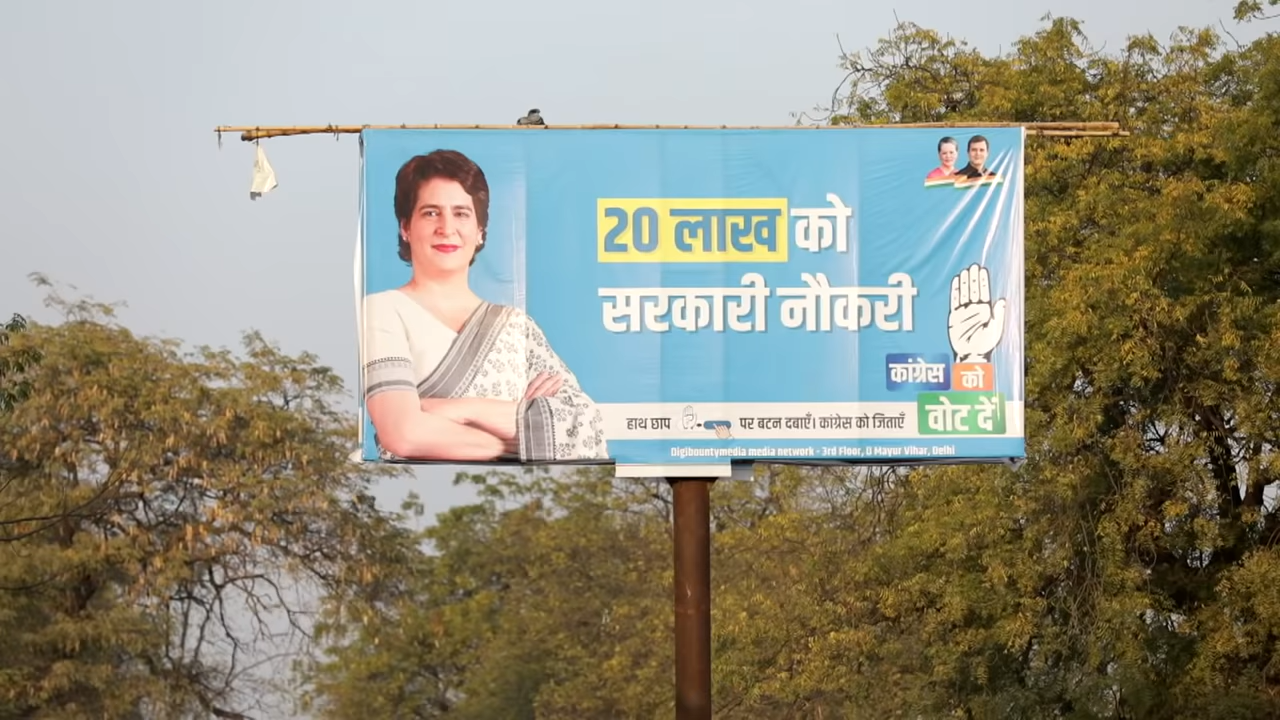 20 लाख को
सरकारी नौकरी
कांग्रेस को
वोट दें
हाथ छाप पर बटन दबाएँ। कांग्रेस को जिताएँ
Digibountymedia media network - 3rd Floor, D Mayur Vihar, Delhi